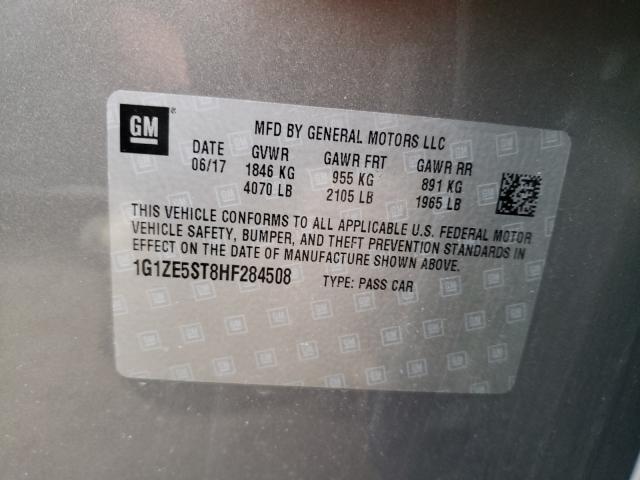 GM
MFD BY GENERAL MOTORS LLC
DATE GVWR GAWR FRT GAWR RR
06/17 1846 KG 955 KG 891 KG
4070 LB 2105 LB 1965 LB
THIS VEHICLE CONFORMS TO ALL APPLICABLE U.S. FEDERAL MOTOR
VEHICLE SAFETY, BUMPER, AND THEFT PREVENTION STANDARDS IN
EFFECT ON THE DATE OF MANUFACTURE SHOWN ABOVE.
1G1ZE5ST8HF284508 TYPE: PASS CAR